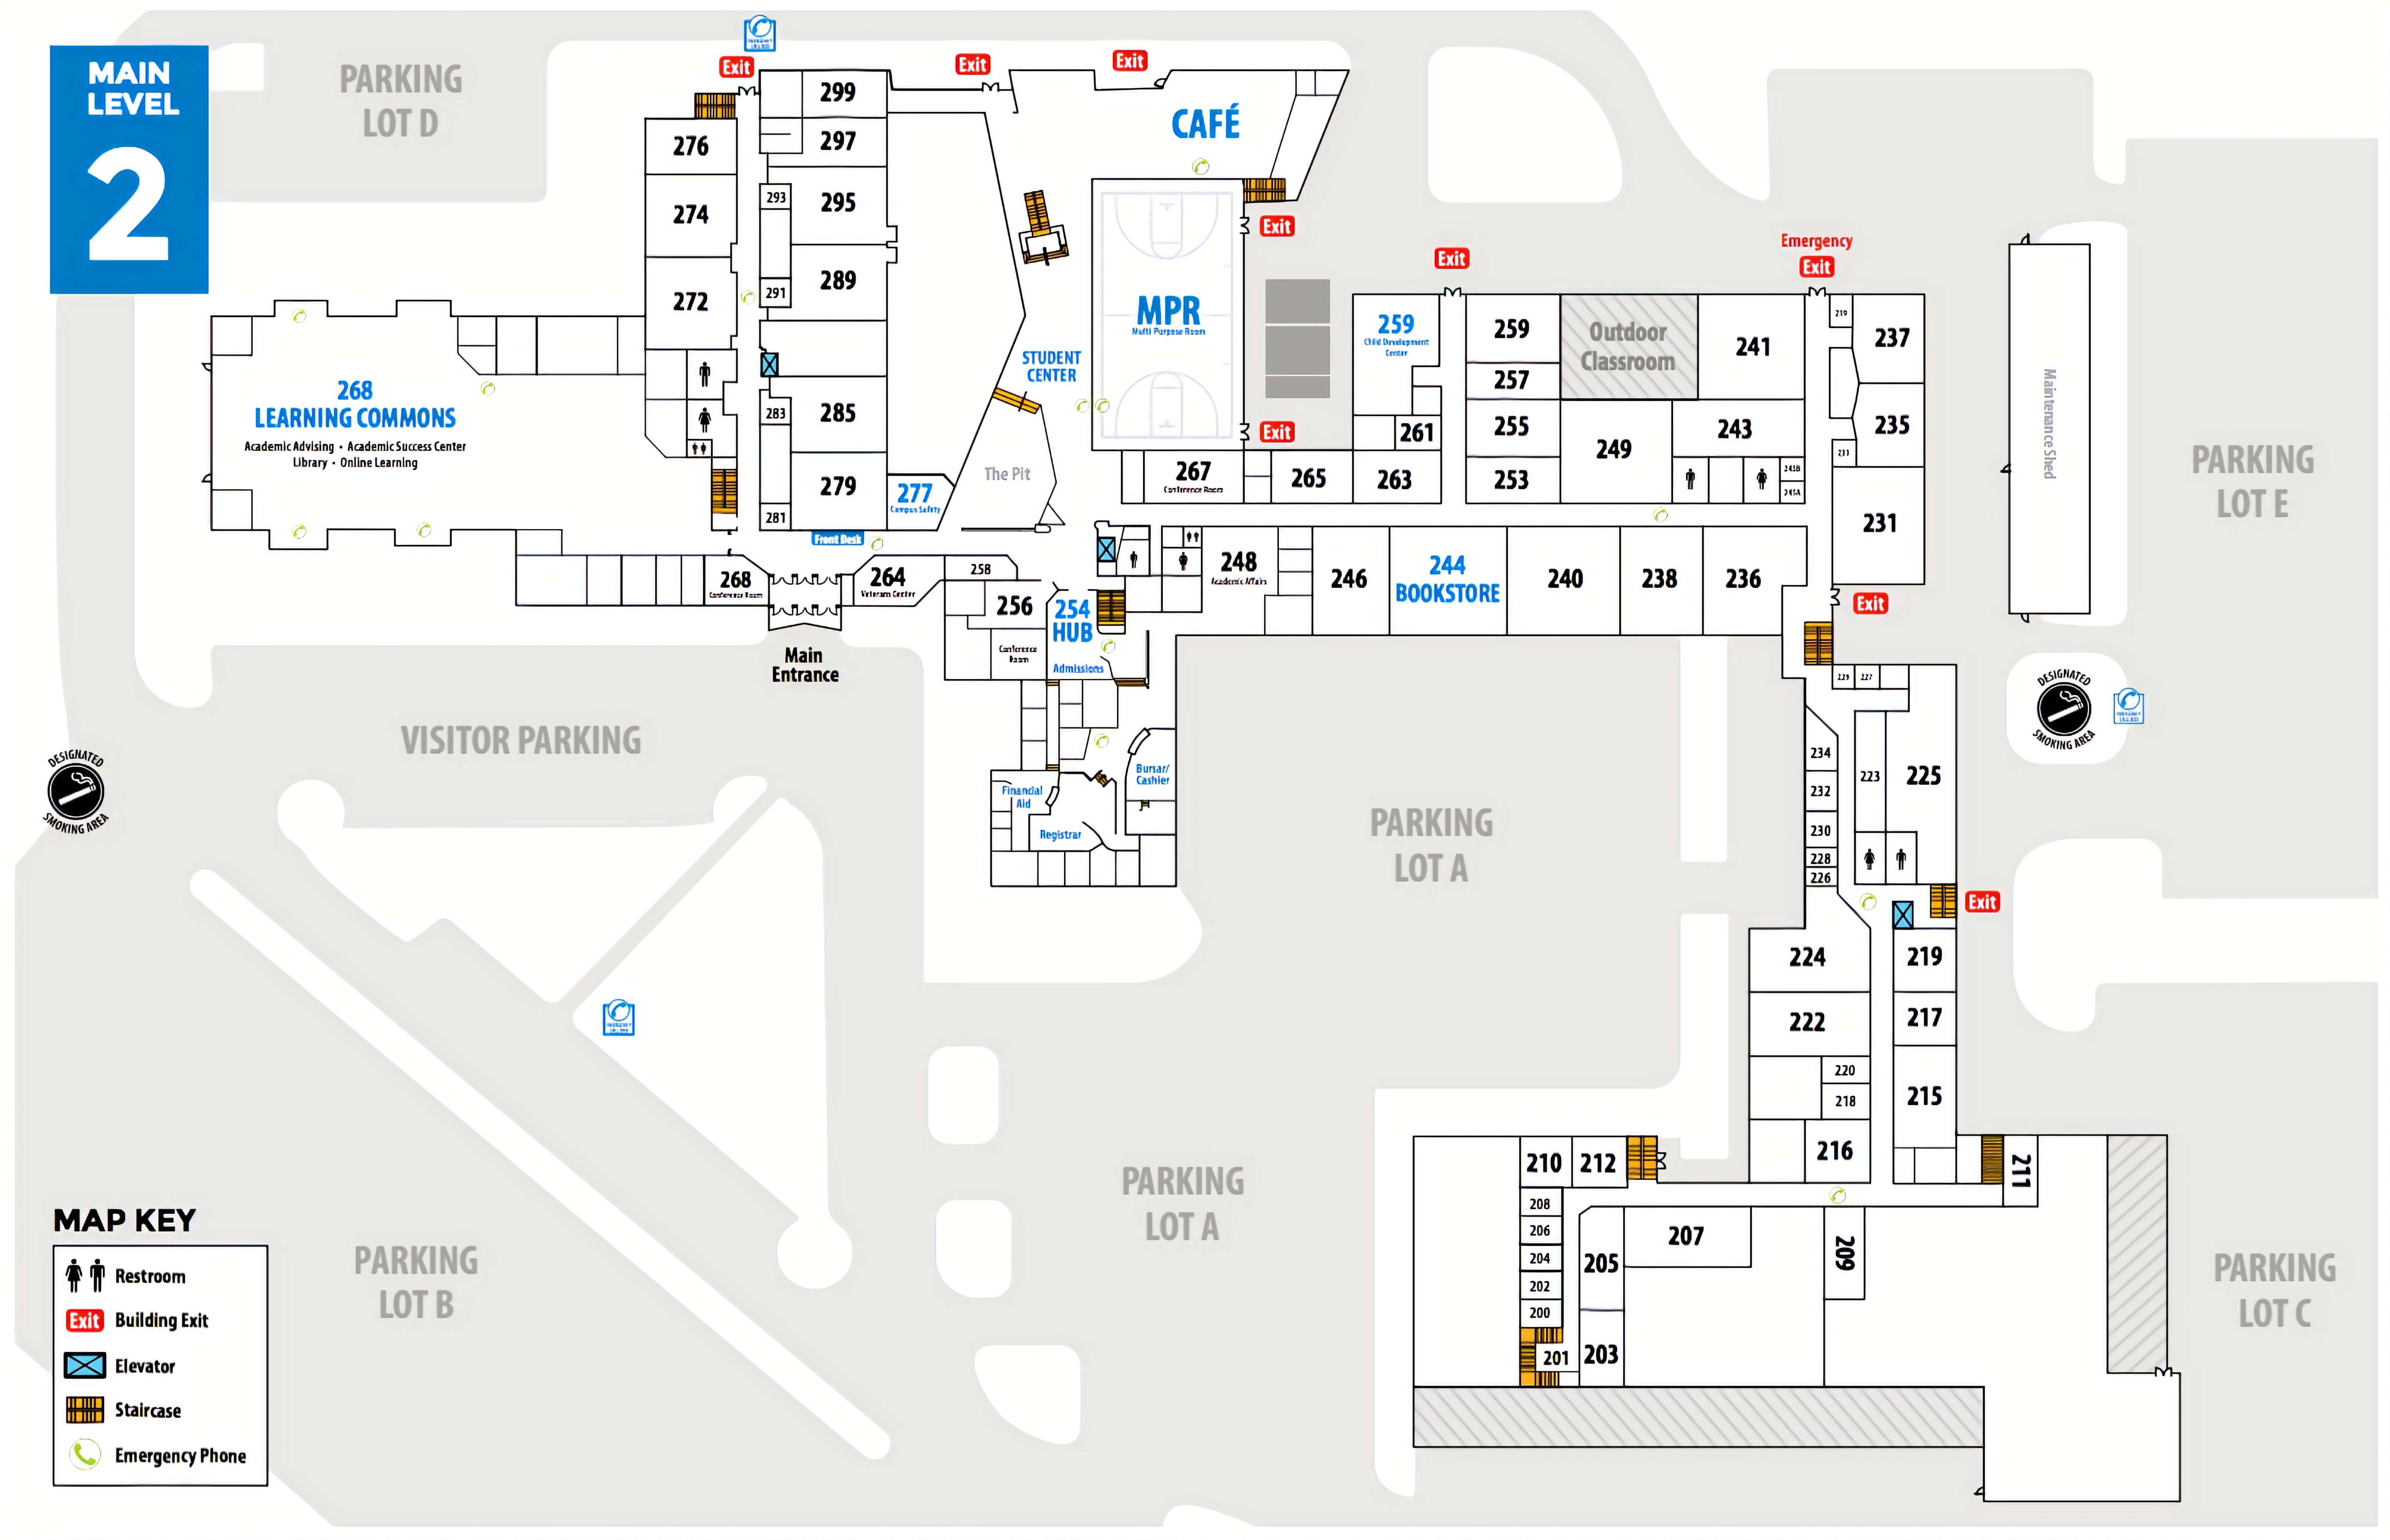 MAIN
LEVEL
2
PARKING
LOT D
Exit
Exit
Exit
299
297
276
CAFÉ
293
295
274
Exit
Exit
Emergency
Exit
289
291
272
MPR
Multi Purpose Room
259
Child Development
Center
259
Outdoor
Classroom
241
219
237
STUDENT
CENTER
257
268
LEARNING COMMONS
Academic Advising • Academic Success Center
Library • Online Learning
283
285
Exit
261
255
249
243
235
233
Maintenance Shed
PARKING
LOT E
The Pit
267
Conference Room
265
263
253
243B
243A
279
277
Campus Safety
281
231
Front Desk
268
Conference Room
264
Veterans Center
258
256
254
HUB
Admissions
Conference
Room
248
Academic Affairs
246
244
BOOKSTORE
240
238
236
Exit
Main
Entrance
229
227
DESIGNATED
SMOKING AREA
VISITOR PARKING
234
223
225
232
230
228
226
Bursar/
Cashier
Financial
Aid
Registrar
DESIGNATED
SMOKING AREA
PARKING
LOT A
Exit
224
219
222
217
220
218
215
216
PARKING
LOT A
210
212
211
208
206
204
202
200
201
205
203
207
209
PARKING
LOT C
PARKING
LOT B
MAP KEY
Restroom
Exit
Building Exit
Elevator
Staircase
Emergency Phone